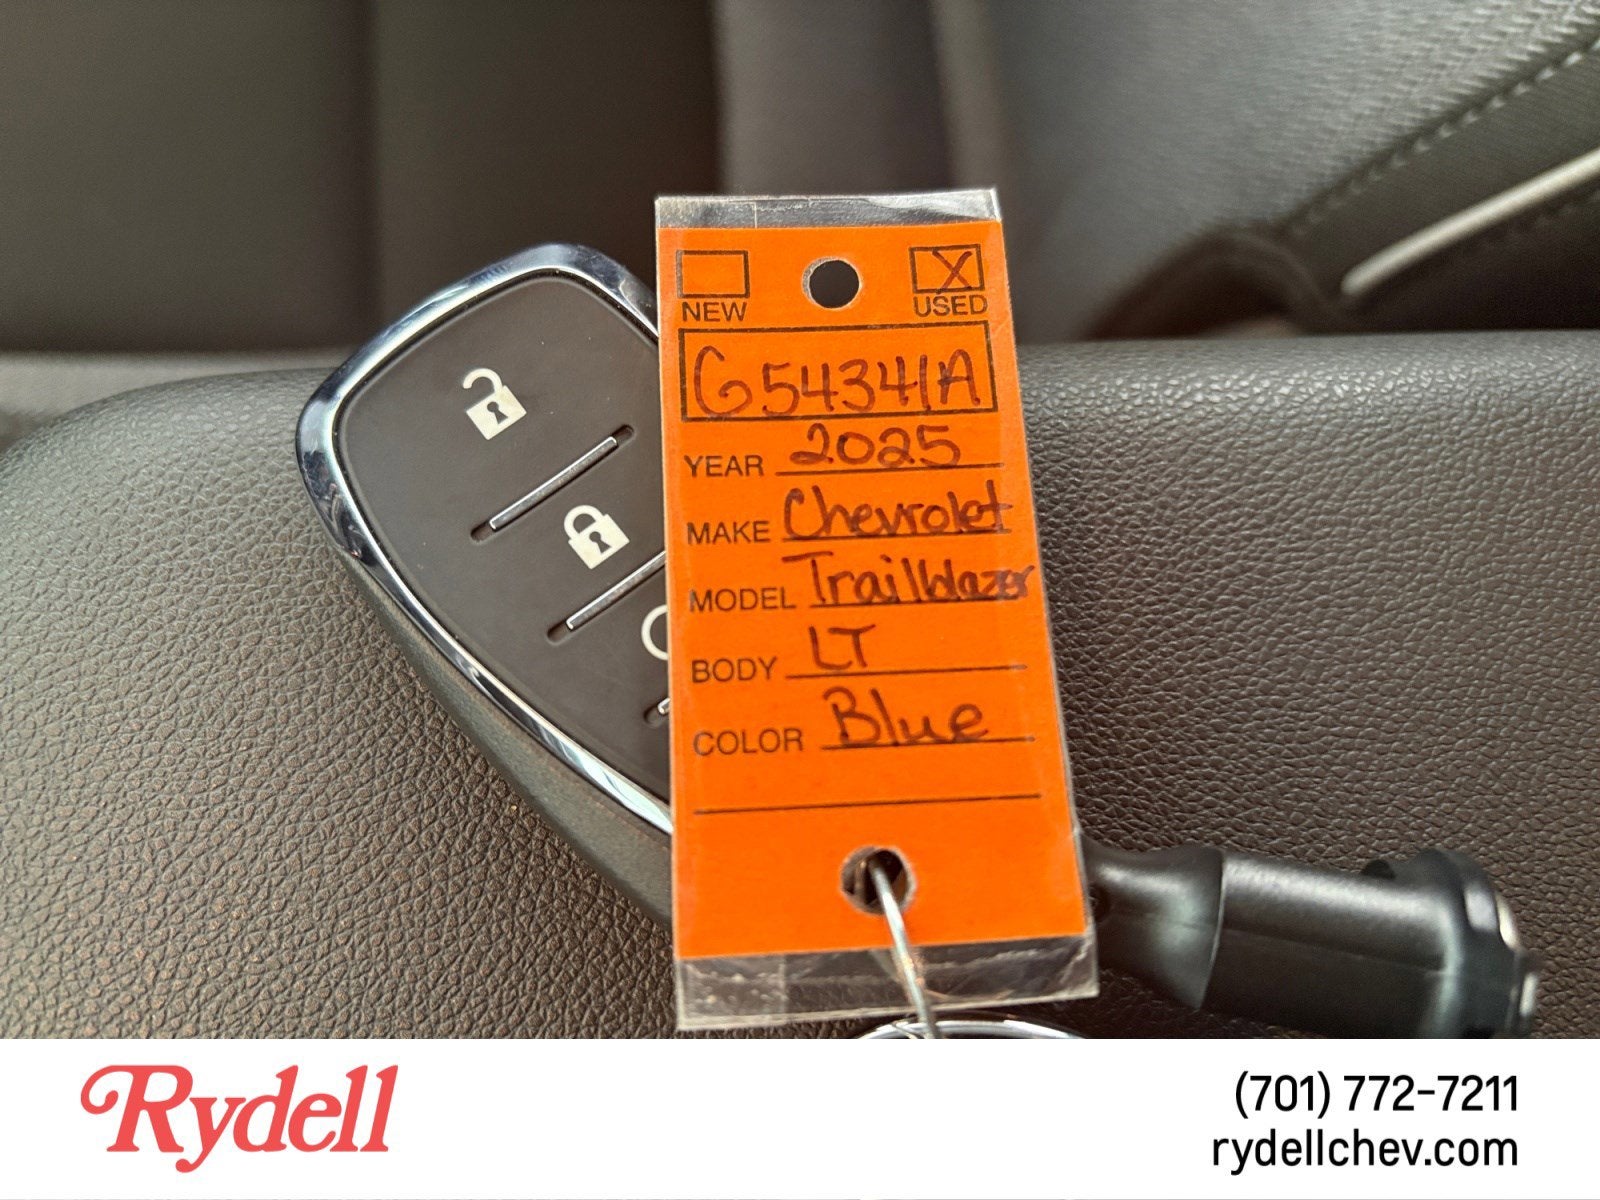 NEW
X
USED
G54341A
YEAR 2025
MAKE Chevrolet
MODEL Trailblazer
BODY LT
COLOR Blue
Rydell
(701) 772-7211
rydellchev.com